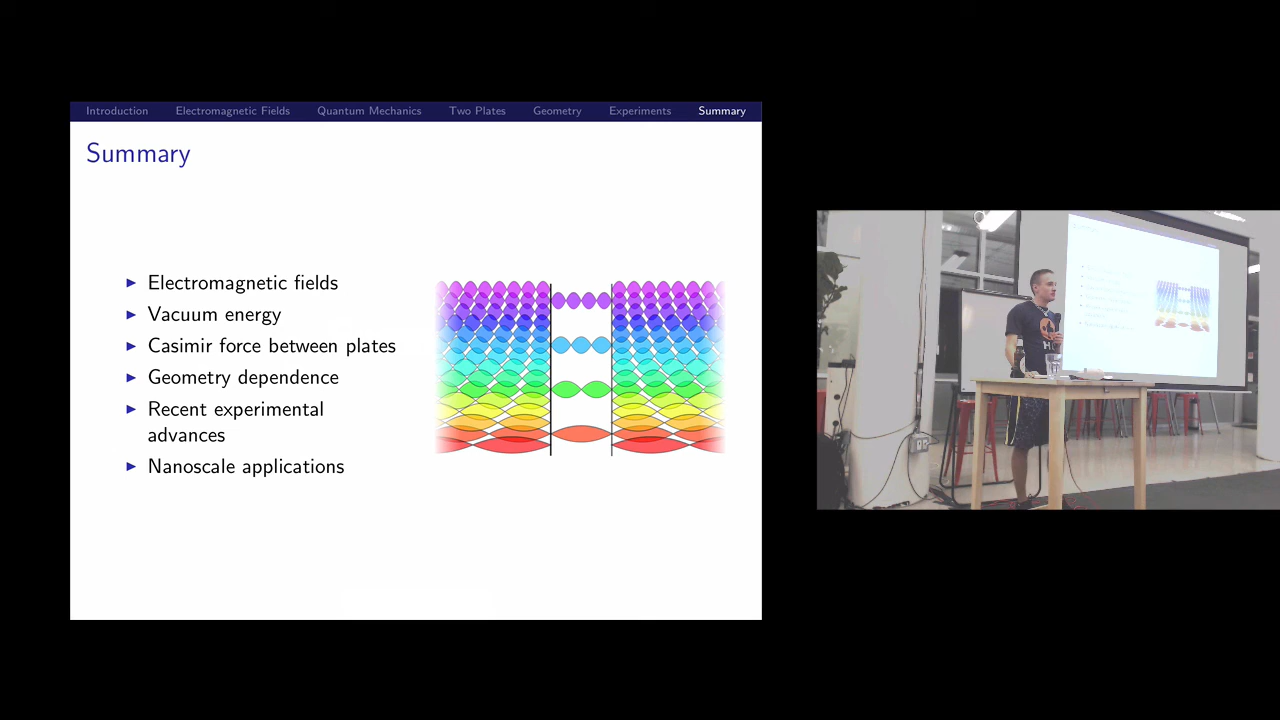 Introduction Electromagnetic Fields Quantum Mechanics Two Plates Geometry Experiments Summary
Summary
Electromagnetic fields
Vacuum energy
Casimir force between plates
Geometry dependence
Recent experimental
advances
Nanoscale applications